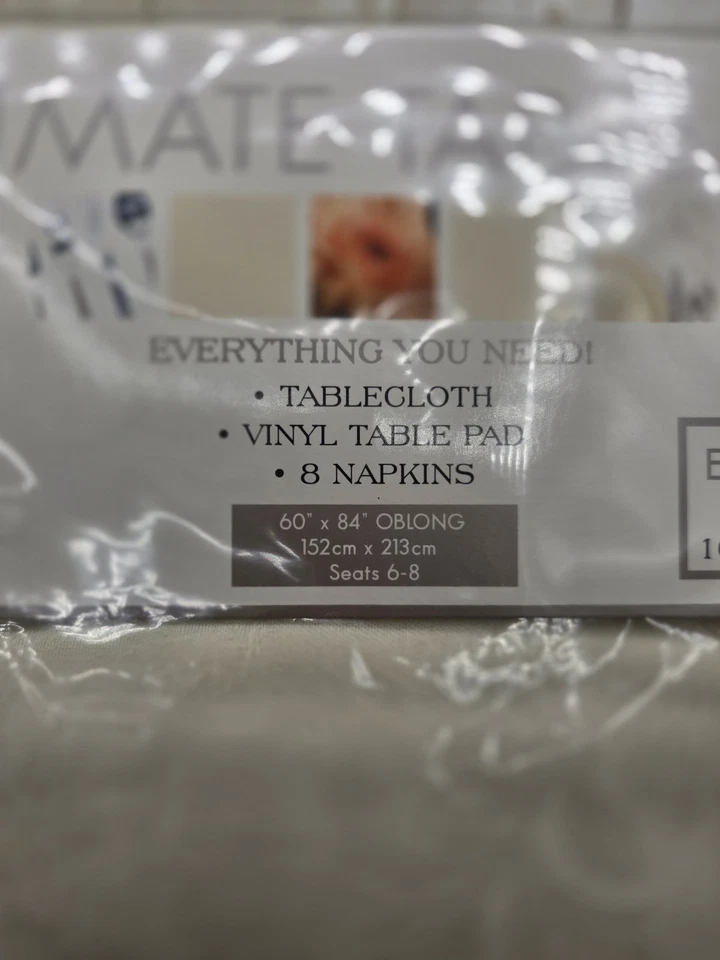 EVERYTHING YOU NEED!
• TABLECLOTH
• VINYL TABLE PAD
• 8 NAPKINS
60" x 84" OBLONG
152cm x 213cm
Seats 6-8